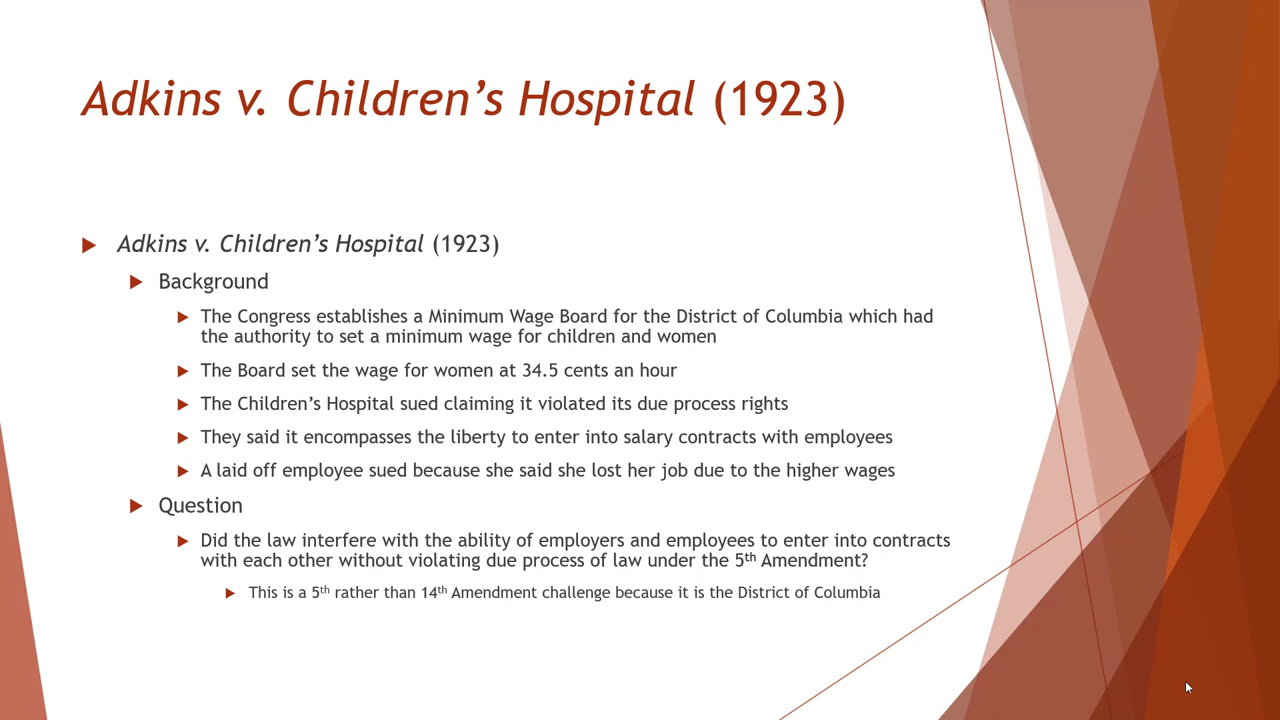 Adkins v. Children's Hospital (1923)
Adkins v. Children's Hospital (1923)
Background
The Congress establishes a Minimum Wage Board for the District of Columbia which had
the authority to set a minimum wage for children and women
The Board set the wage for women at 34.5 cents an hour
The Children's Hospital sued claiming it violated its due process rights
They said it encompasses the liberty to enter into salary contracts with employees
A laid off employee sued because she said she lost her job due to the higher wages
Question
Did the law interfere with the ability of employers and employees to enter into contracts
with each other without violating due process of law under the 5th Amendment?
This is a 5th rather than 14th Amendment challenge because it is the District of Columbia